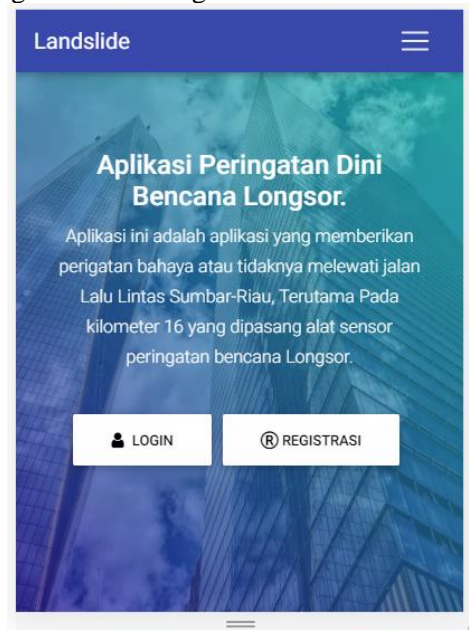 Landslide
Aplikasi Peringatan Dini
Bencana Longsor.
Aplikasi ini adalah aplikasi yang memberikan
perigatan bahaya atau tidaknya melewati jalan
Lalu Lintas Sumbar-Riau, Terutama Pada
kilometer 16 yang dipasang alat sensor
peringatan bencana Longsor.
LOGIN
® REGISTRASI